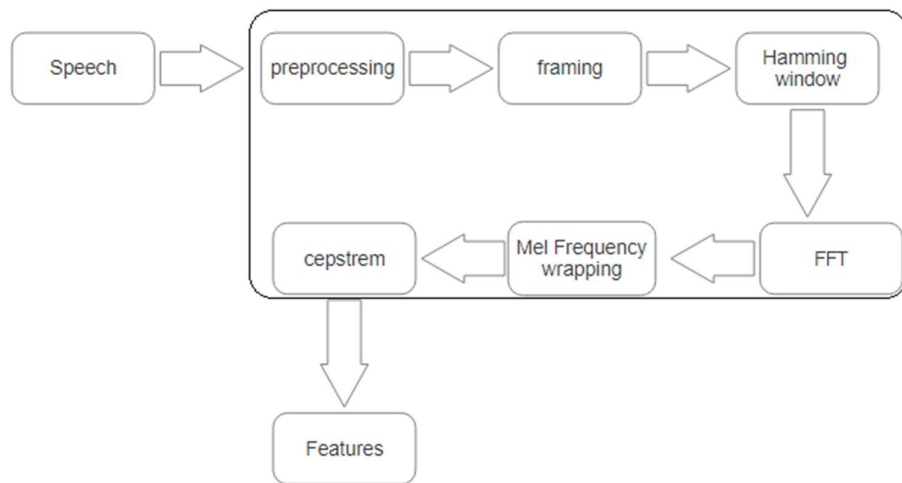 Speech
preprocessing
framing
Hamming
window
FFT
Mel Frequency
wrapping
cepstrem
Features